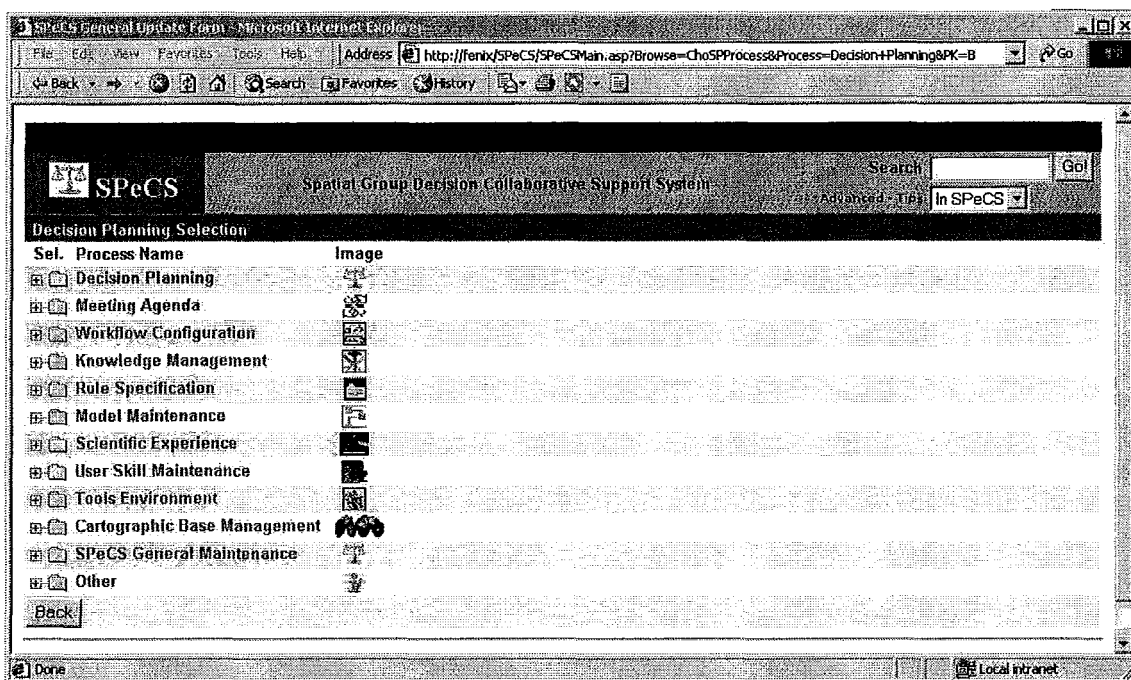 SPeCS General Update Form - Microsoft Internet Explorer
File Edit View Favorites Tools Help Address http://fenix/SPeCS/SPeCSMain.asp?Browse=ChoSPProcess&Process=Decision+Planning&PK=B Go
Back Search Favorites History
SPeCS Spatial Group Decision Collaborative Support System Search Go!
Advanced - Tips In SPeCS
Decision Planning Selection
Sel. Process Name Image
Decision Planning
Meeting Agenda
Workflow Configuration
Knowledge Management
Role Specification
Model Maintenance
Scientific Experience
User Skill Maintenance
Tools Environment
Cartographic Base Management
SPeCS General Maintenance
Other
Back
Done Local intranet